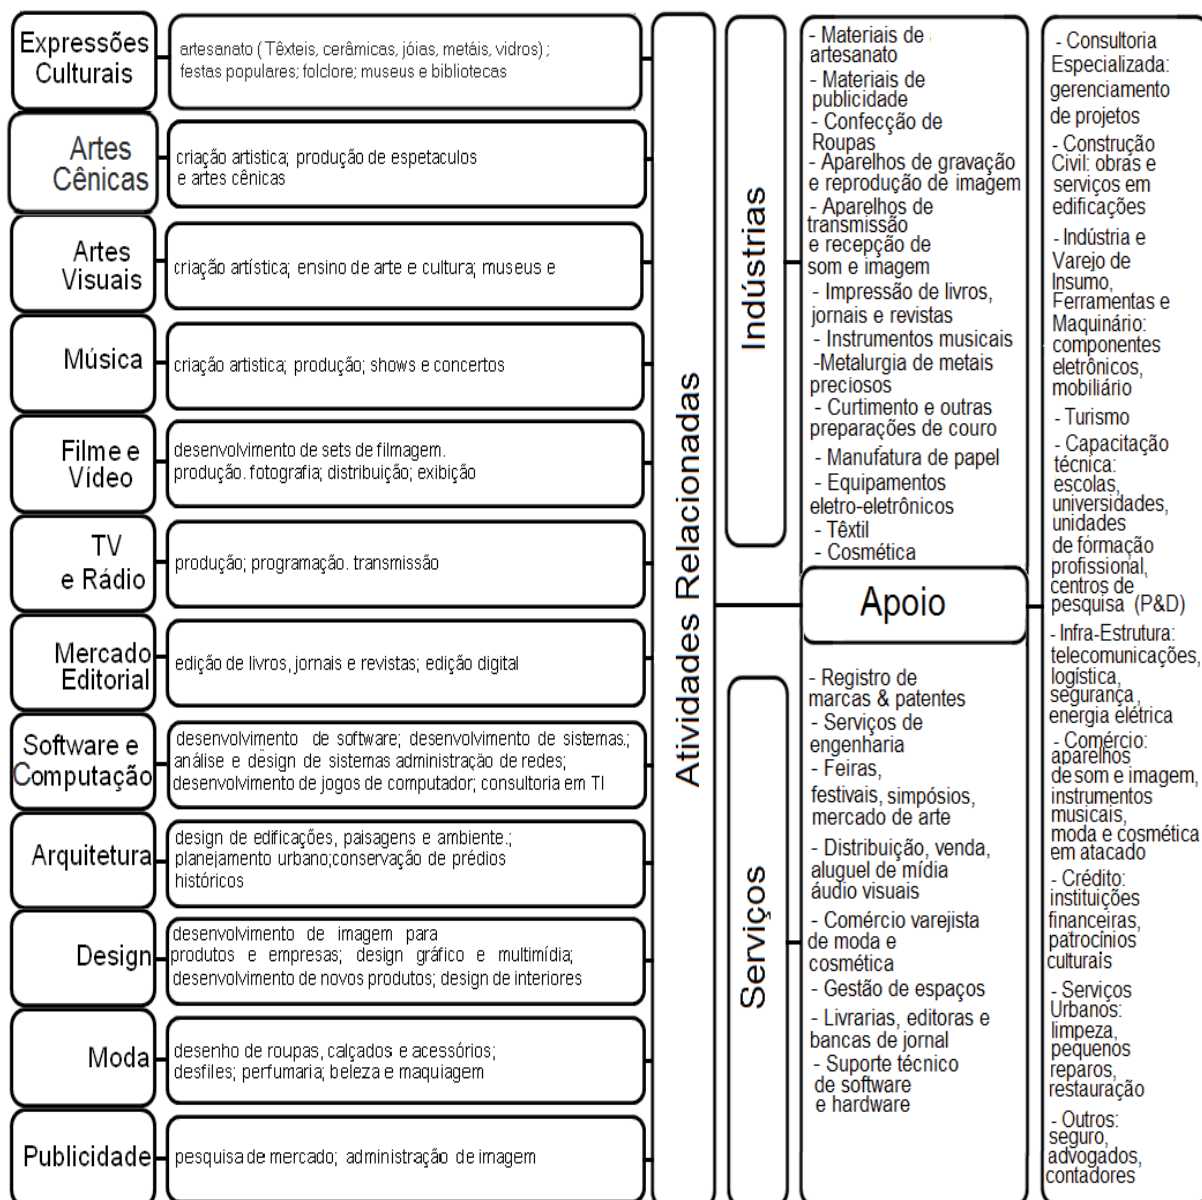 Expressões
Culturais
artesanato ( Têxteis, cerâmicas, jóias, metáis, vidros) ;
festas populares; folclore; museus e bibliotecas
Artes
Cênicas
criação artistica; produção de espetaculos
e artes cênicas
Artes
Visuais
criação artística; ensino de arte e cultura; museus e
Música
criação artistica; produção; shows e concertos
Filme e
Vídeo
desenvolvimento de sets de filmagem.
produção. fotografia; distribuição; exibição
TV
e Rádio
produção; programação. transmissão
Mercado
Editorial
edição de livros, jornais e revistas; edição digital
Software e
Computação
desenvolvimento de software; desenvolvimento de sistemas.;
análise e design de sistemas administração de redes;
desenvolvimento de jogos de computador; consultoria em TI
Arquitetura
design de edificações, paisagens e ambiente.;
planejamento urbano;conservação de prédios
históricos
Design
desenvolvimento de imagem para
produtos e empresas; design gráfico e multimídia;
desenvolvimento de novos produtos; design de interiores
Moda
desenho de roupas, calçados e acessórios;
desfiles; perfumaria; beleza e maquiagem
Publicidade
pesquisa de mercado; administração de imagem
Atividades Relacionadas
Indústrias
- Materiais de
artesanato
- Materiais de
publicidade
- Confecção de
Roupas
- Aparelhos de gravação
e reprodução de imagem
- Aparelhos de
transmissão
e recepção de
som e imagem
- Impressão de livros,
jornais e revistas
- Instrumentos musicais
-Metalurgia de metais
preciosos
- Curtimento e outras
preparações de couro
- Manufatura de papel
- Equipamentos
eletro-eletrônicos
- Têxtil
- Cosmética
Apoio
Serviços
- Registro de
marcas & patentes
- Serviços de
engenharia
- Feiras,
festivais, simpósios,
mercado de arte
- Distribuição, venda,
aluguel de mídia
áudio visuais
- Comércio varejista
de moda e
cosmética
- Gestão de espaços
- Livrarias, editoras e
bancas de jornal
- Suporte técnico
de software
e hardware
- Consultoria
Especializada:
gerenciamento
de projetos
- Construção
Civil: obras e
serviços em
edificações
- Indústria e
Varejo de
Insumo,
Ferramentas e
Maquinário:
componentes
eletrônicos,
mobiliário
- Turismo
- Capacitação
técnica:
escolas,
universidades,
unidades
de formação
profissional,
centros de
pesquisa (P&D)
- Infra-Estrutura:
telecomunicações,
logística,
segurança,
energia elétrica
- Comércio:
aparelhos
de som e imagem,
instrumentos
musicais,
moda e cosmética
em atacado
- Crédito:
instituições
financeiras,
patrocínios
culturais
- Serviços
Urbanos:
limpeza,
pequenos
reparos,
restauração
- Outros:
seguro,
advogados,
contadores